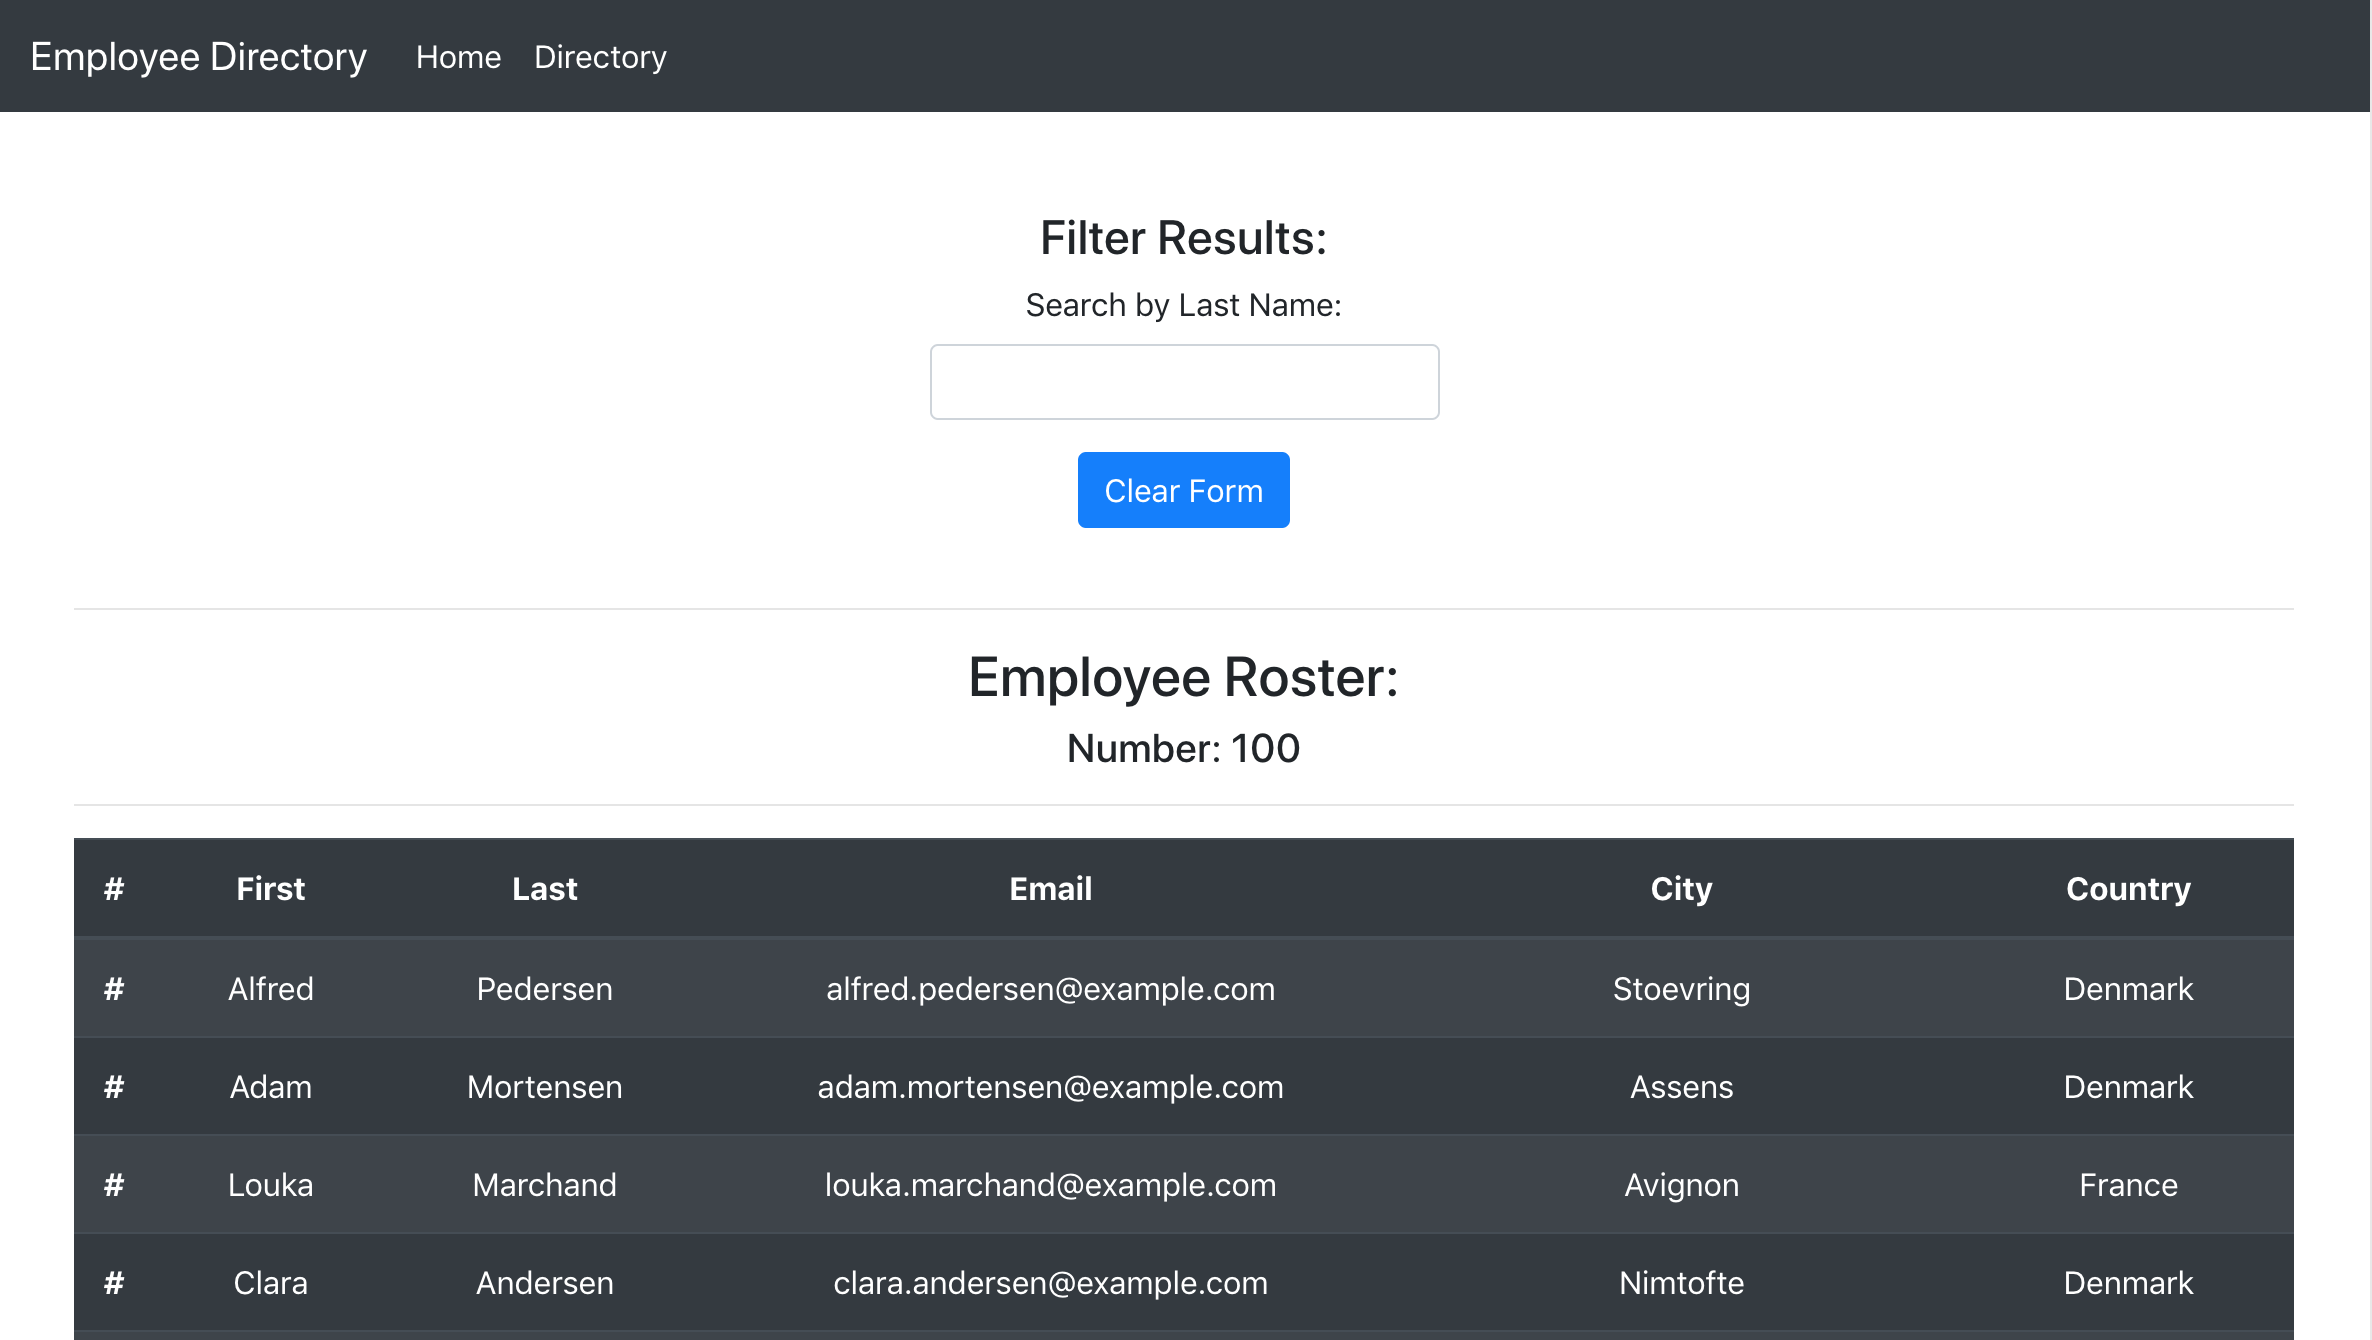 Employee Directory Home Directory
Filter Results:
Search by Last Name:
Clear Form
Employee Roster:
Number: 100
# First Last Email City Country
# Alfred Pedersen alfred.pedersen@example.com Stoevring Denmark
# Adam Mortensen adam.mortensen@example.com Assens Denmark
# Louka Marchand louka.marchand@example.com Avignon France
# Clara Andersen clara.andersen@example.com Nimtofte Denmark